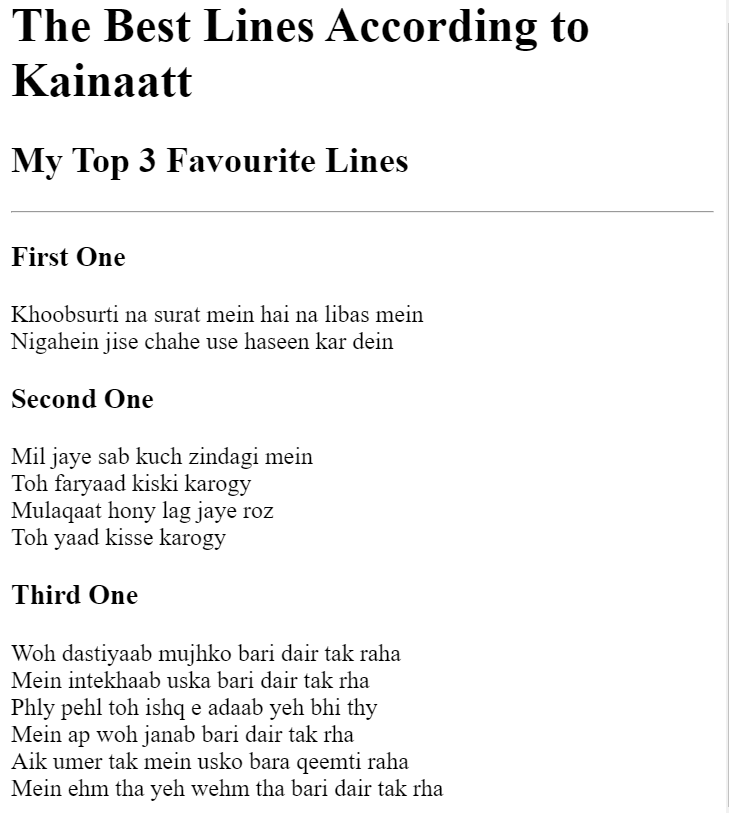 The Best Lines According to
Kainaatt
My Top 3 Favourite Lines
First One
Khoobsurti na surat mein hai na libas mein
Nigahein jise chahe use haseen kar dein
Second One
Mil jaye sab kuch zindagi mein
Toh faryaad kiski karogy
Mulaqaat hony lag jaye roz
Toh yaad kisse karogy
Third One
Woh dastiyaab mujhko bari dair tak raha
Mein intekhaab uska bari dair tak rha
Phly pehl toh ishq e adaab yeh bhi thy
Mein ap woh janab bari dair tak rha
Aik umer tak mein usko bara qeemti raha
Mein ehm tha yeh wehm tha bari dair tak rha